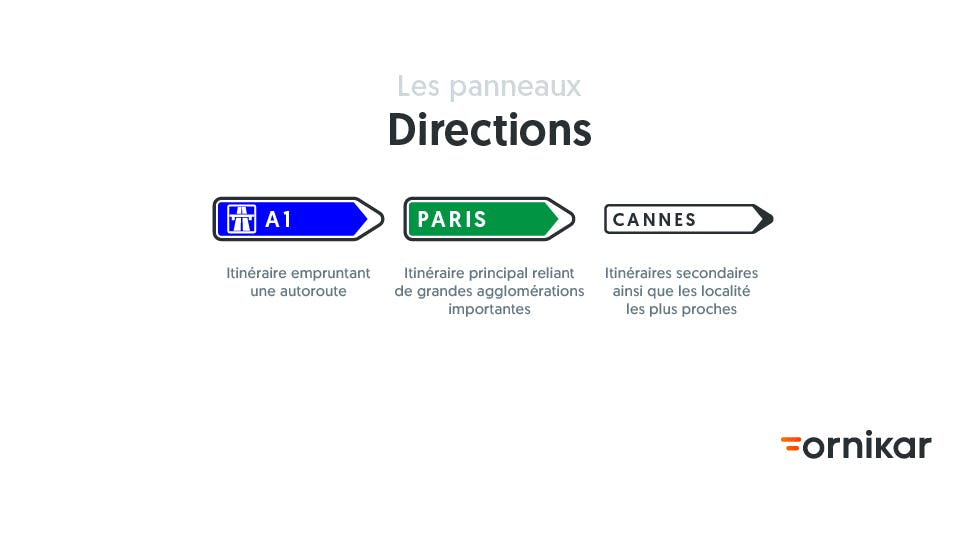 Les panneaux
Directions
A1
PARIS
CANNES
Itinéraire empruntant
une autoroute
Itinéraire principal reliant
de grandes agglomérations
importantes
Itinéraires secondaires
ainsi que les localité
les plus proches
ornikar